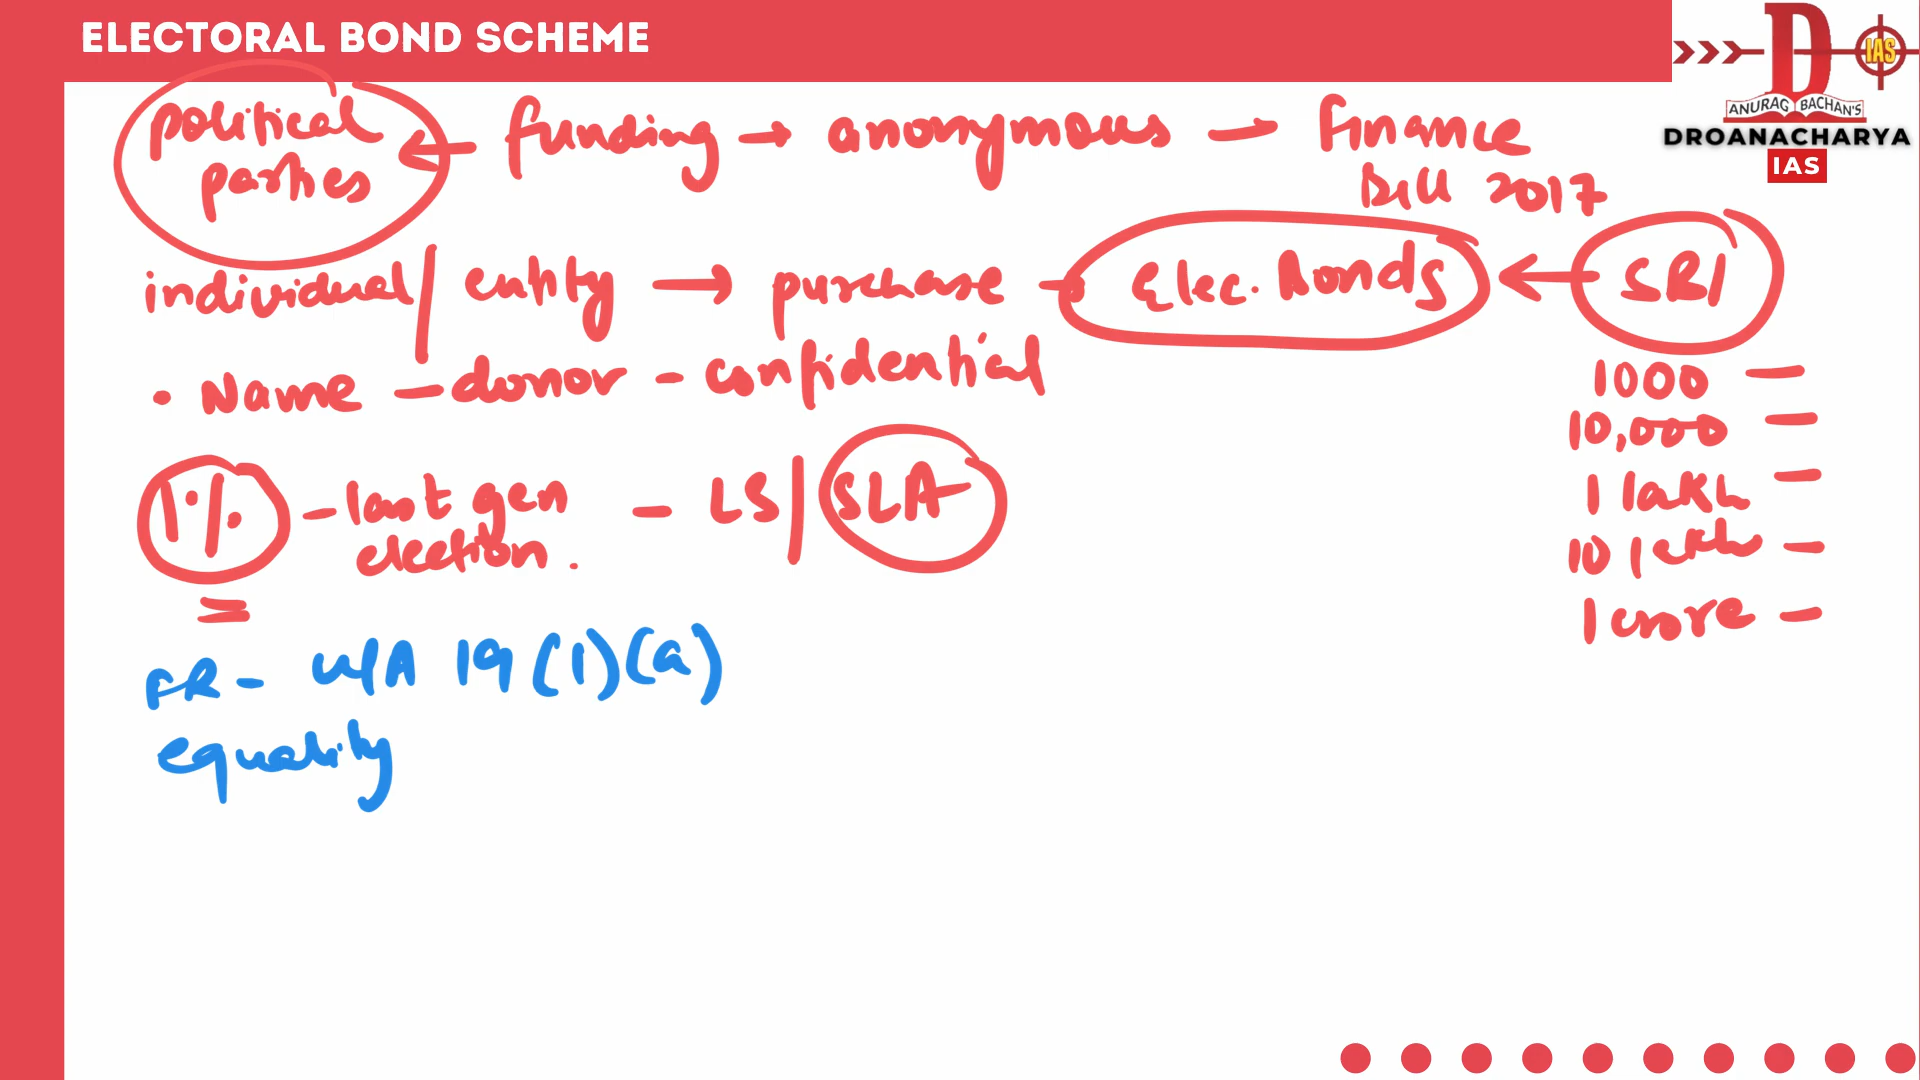 ELECTORAL BOND SCHEME
IAS
D
ANURAG BACHAN'S
DROANACHARYA
IAS
political parties ← funding → anonymous — Finance Bill 2017
individual / entity → purchase → Elec. Bonds ← SBI
1000 —
10,000 —
1 lakh —
10 lakh —
1 crore —
• Name — donor — confidential
1% — last gen election. — LS / SLA
FR - u/A 19 (1) (a)
equality